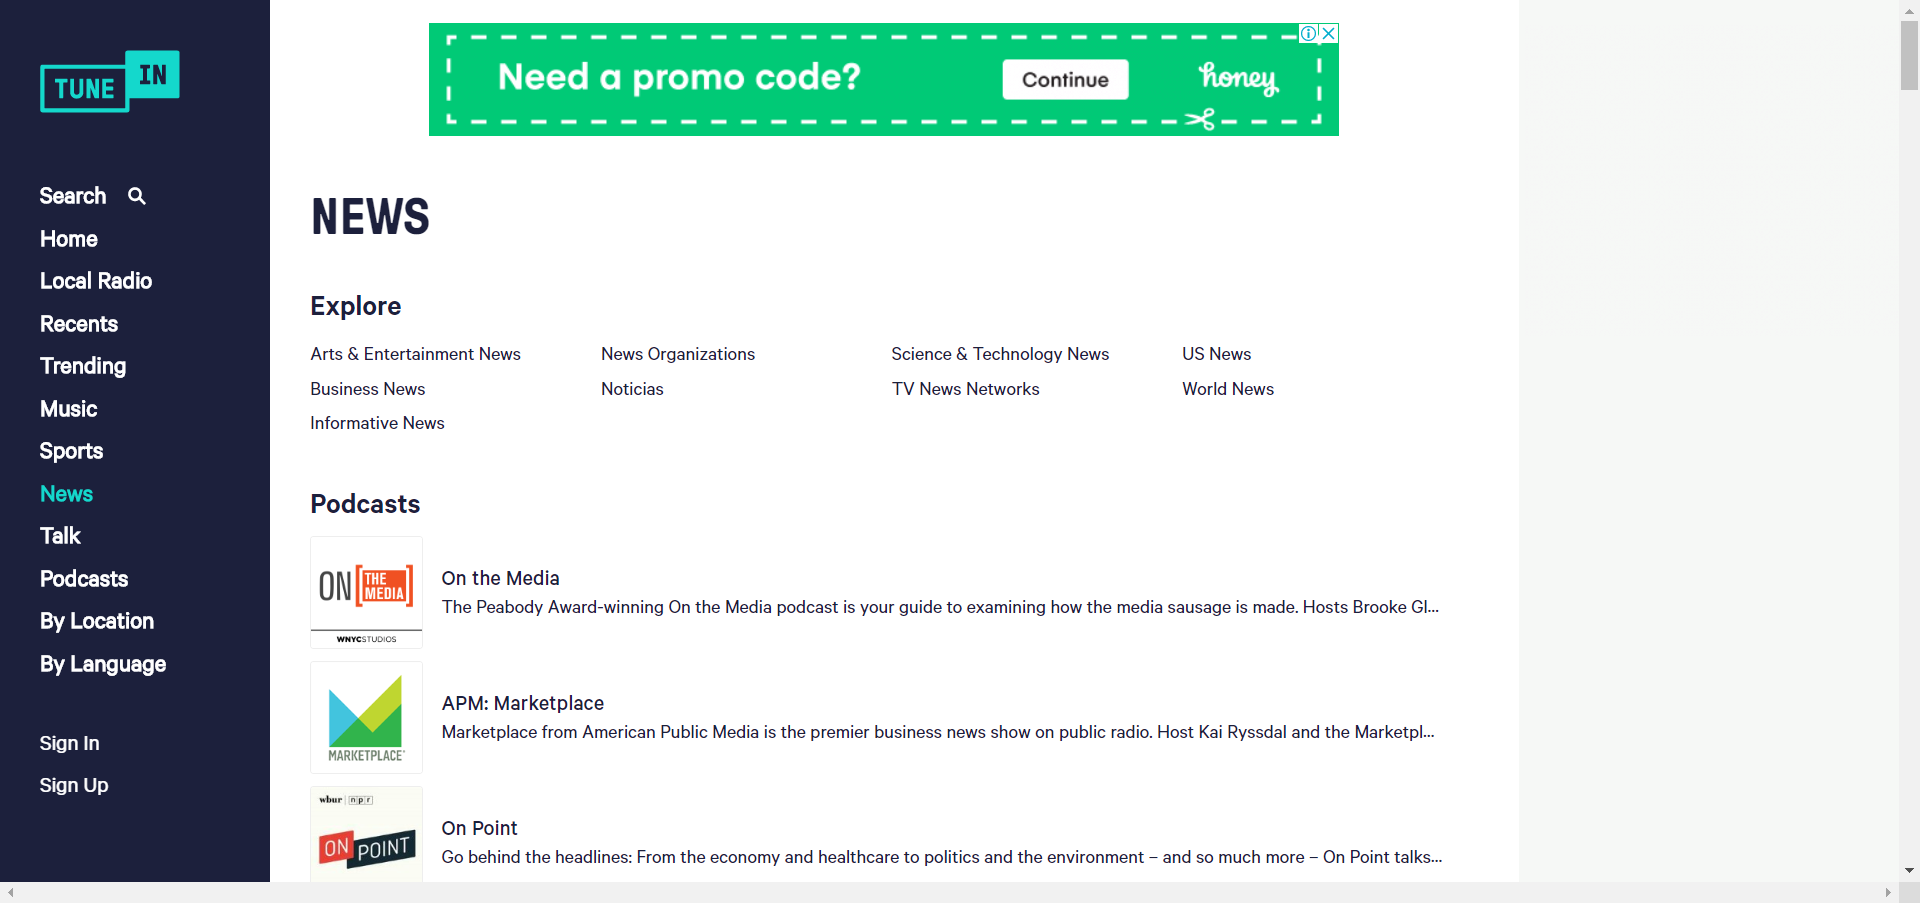 TUNE IN
Search
Home
Local Radio
Recents
Trending
Music
Sports
News
Talk
Podcasts
By Location
By Language
Sign In
Sign Up
Need a promo code?
Continue
honey
NEWS
Explore
Arts & Entertainment News
News Organizations
Science & Technology News
US News
Business News
Noticias
TV News Networks
World News
Informative News
Podcasts
ON THE MEDIA
WNYCSTUDIOS
On the Media
The Peabody Award-winning On the Media podcast is your guide to examining how the media sausage is made. Hosts Brooke Gl...
MARKETPLACE
APM: Marketplace
Marketplace from American Public Media is the premier business news show on public radio. Host Kai Ryssdal and the Marketpl...
wbur npr
ON POINT
On Point
Go behind the headlines: From the economy and healthcare to politics and the environment – and so much more – On Point talks...